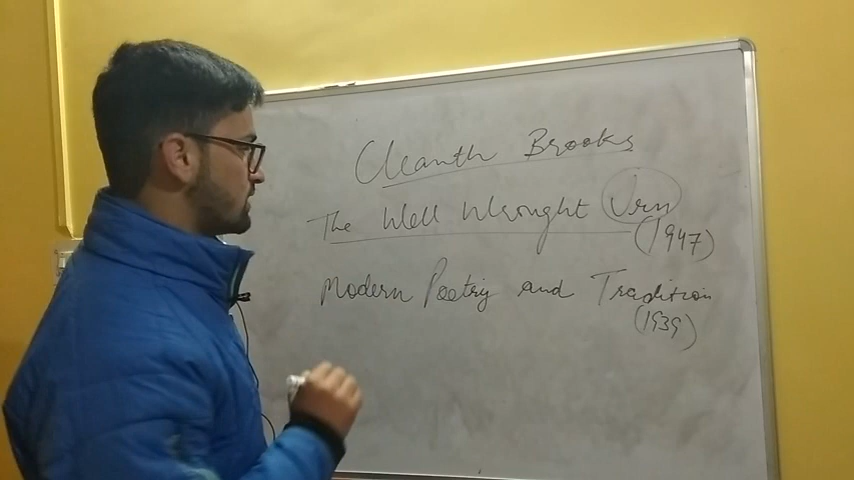 Cleanth Brooks
The Well Wrought Urn
(1947)
Modern Poetry and Tradition
(1939)